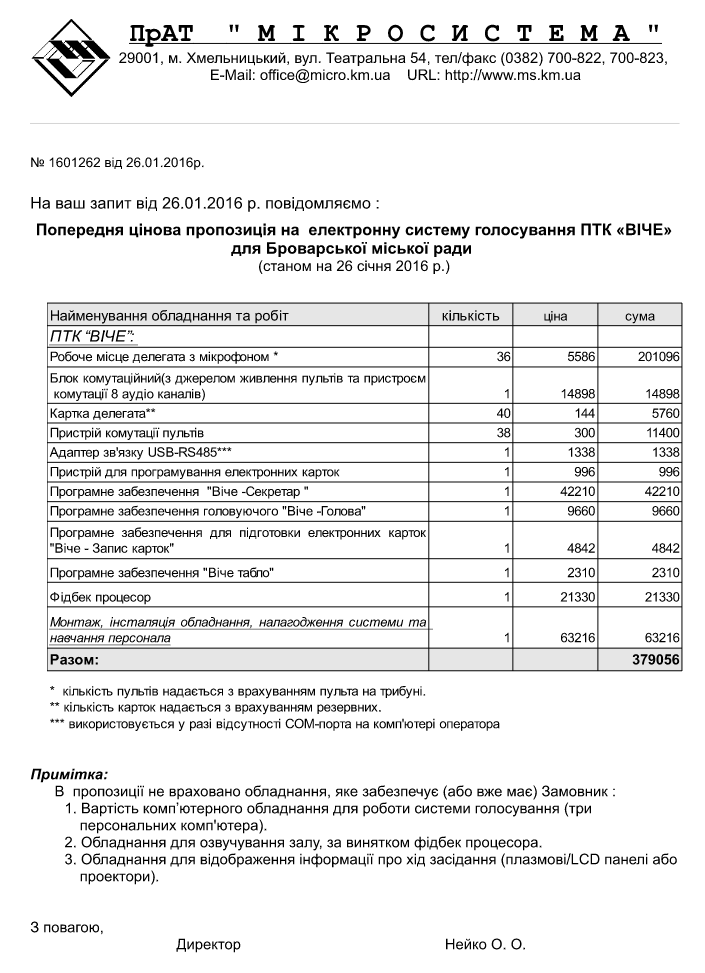 ПрАТ "МІКРОСИСТЕМА"
29001, м. Хмельницький, вул. Театральна 54, тел/факс (0382) 700-822, 700-823,
E-Mail: office@micro.km.ua URL: http://www.ms.km.ua
№ 1601262 від 26.01.2016р.
На ваш запит від 26.01.2016 р. повідомляємо :
Попередня цінова пропозиція на електронну систему голосування ПТК «ВІЧЕ»
для Броварської міської ради
(станом на 26 січня 2016 р.)
Найменування обладнання та робіт кількість ціна сума
ПТК “ВІЧЕ”:
Робоче місце делегата з мікрофоном * 36 5586 201096
Блок комутаційний(з джерелом живлення пультів та пристроєм
комутації 8 аудіо каналів) 1 14898 14898
Картка делегата** 40 144 5760
Пристрій комутації пультів 38 300 11400
Адаптер зв'язку USB-RS485*** 1 1338 1338
Пристрій для програмування електронних карток 1 996 996
Програмне забезпечення "Віче -Секретар " 1 42210 42210
Програмне забезпечення головуючого "Віче -Голова" 1 9660 9660
Програмне забезпечення для підготовки електронних карток
"Віче - Запис карток" 1 4842 4842
Програмне забезпечення "Віче табло" 1 2310 2310
Фідбек процесор 1 21330 21330
Монтаж, інсталяція обладнання, налагодження системи та
навчання персонала 1 63216 63216
Разом: 379056
* кількість пультів надається з врахуванням пульта на трибуні.
** кількість карток надається з врахуванням резервних.
*** використовується у разі відсутності COM-порта на комп'ютері оператора
Примітка:
В пропозиції не враховано обладнання, яке забезпечує (або вже має) Замовник :
1. Вартість комп’ютерного обладнання для роботи системи голосування (три
персональних комп'ютера).
2. Обладнання для озвучування залу, за винятком фідбек процесора.
3. Обладнання для відображення інформації про хід засідання (плазмові/LCD панелі або
проектори).
З повагою,
Директор Нейко О. О.